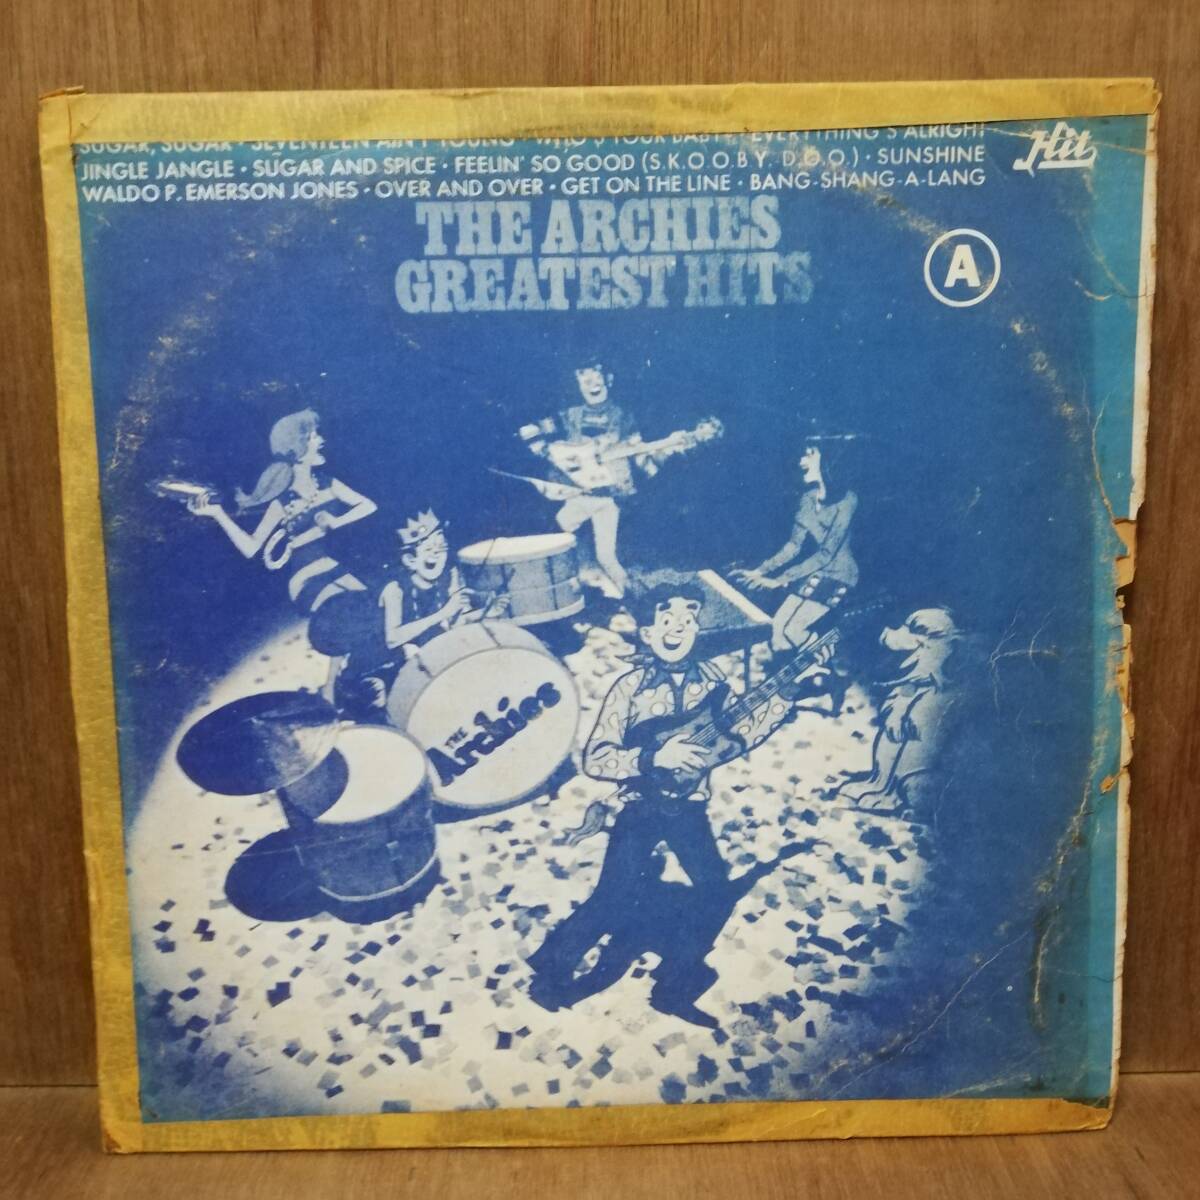 SUGAR, SUGAR • SEVENTEEN AIN'T YOUNG • WHO'S YOUR BABY? • EVERYTHING'S ALRIGHT
JINGLE JANGLE • SUGAR AND SPICE • FEELIN' SO GOOD (S.K.O.O.B.Y. D.O.O.) • SUNSHINE
WALDO P. EMERSON JONES • OVER AND OVER • GET ON THE LINE • BANG-SHANG-A-LANG
Hit
THE ARCHIES
GREATEST HITS
A
THE
Archies